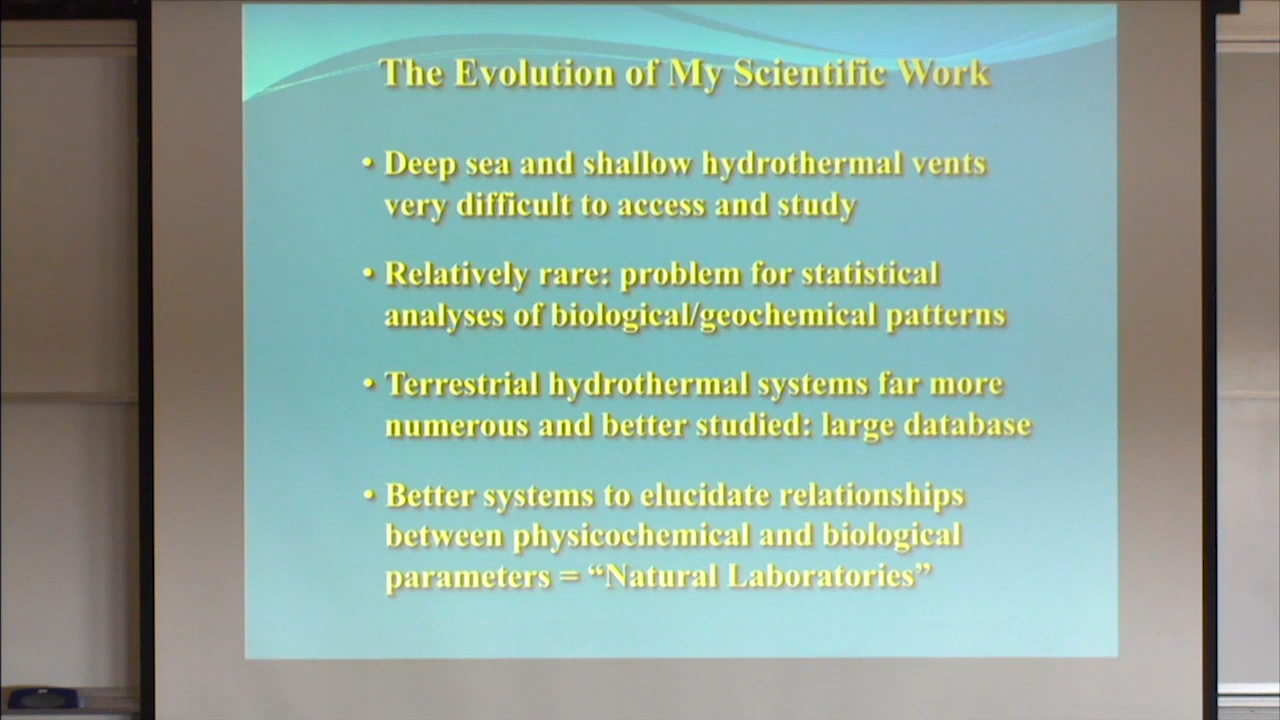 The Evolution of My Scientific Work
• Deep sea and shallow hydrothermal vents
very difficult to access and study
• Relatively rare: problem for statistical
analyses of biological/geochemical patterns
• Terrestrial hydrothermal systems far more
numerous and better studied: large database
• Better systems to elucidate relationships
between physicochemical and biological
parameters = “Natural Laboratories”